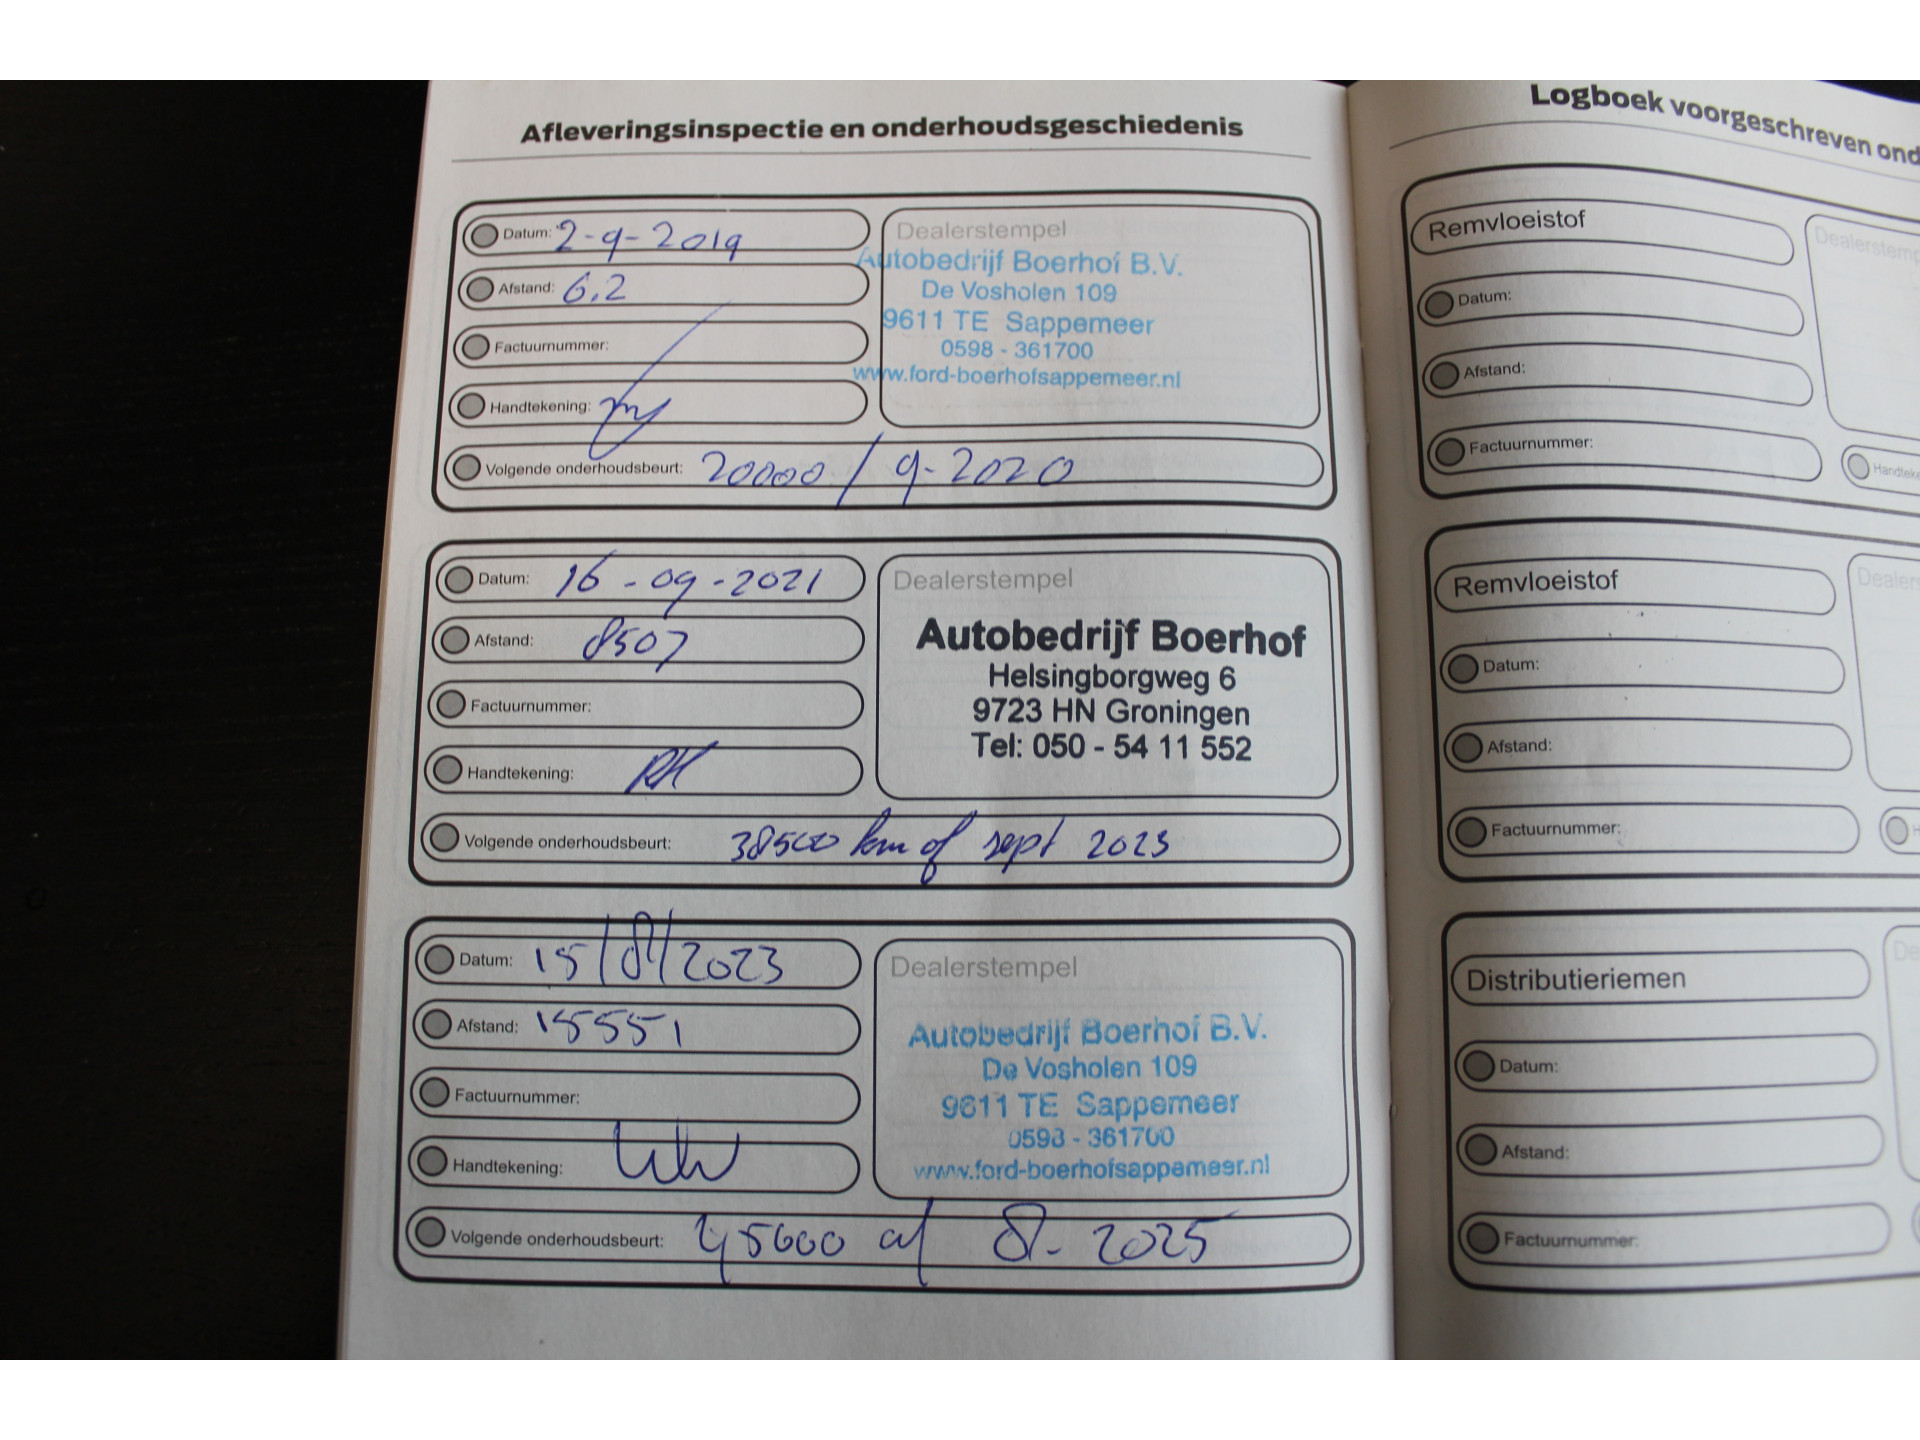 Afleveringsinspectie en onderhoudsgeschiedenis
Datum: 2-9-2019
Afstand: 6.2
Factuurnummer:
Handtekening:
Volgende onderhoudsbeurt: 20000 / 9-2020
Dealerstempel
Autobedrijf Boerhof B.V.
De Vosholen 109
9611 TE Sappemeer
0598 - 361700
www.ford-boerhofsappemeer.nl
Datum: 16-09-2021
Afstand: 8507
Factuurnummer:
Handtekening: RH
Volgende onderhoudsbeurt: 38500 km of sept 2023
Dealerstempel
Autobedrijf Boerhof
Helsingborgweg 6
9723 HN Groningen
Tel: 050 - 54 11 552
Datum: 15/8/2023
Afstand: 15551
Factuurnummer:
Handtekening:
Volgende onderhoudsbeurt: 45600 of 8-2025
Dealerstempel
Autobedrijf Boerhof B.V.
De Vosholen 109
9611 TE Sappemeer
0598 - 361700
www.ford-boerhofsappemeer.nl
Logboek voorgeschreven ond
Remvloeistof
Datum:
Afstand:
Factuurnummer:
Dealerstemp
Handteke
Remvloeistof
Datum:
Afstand:
Factuurnummer:
Dealers
H
Distributieriemen
Datum:
Afstand:
Factuurnummer:
De